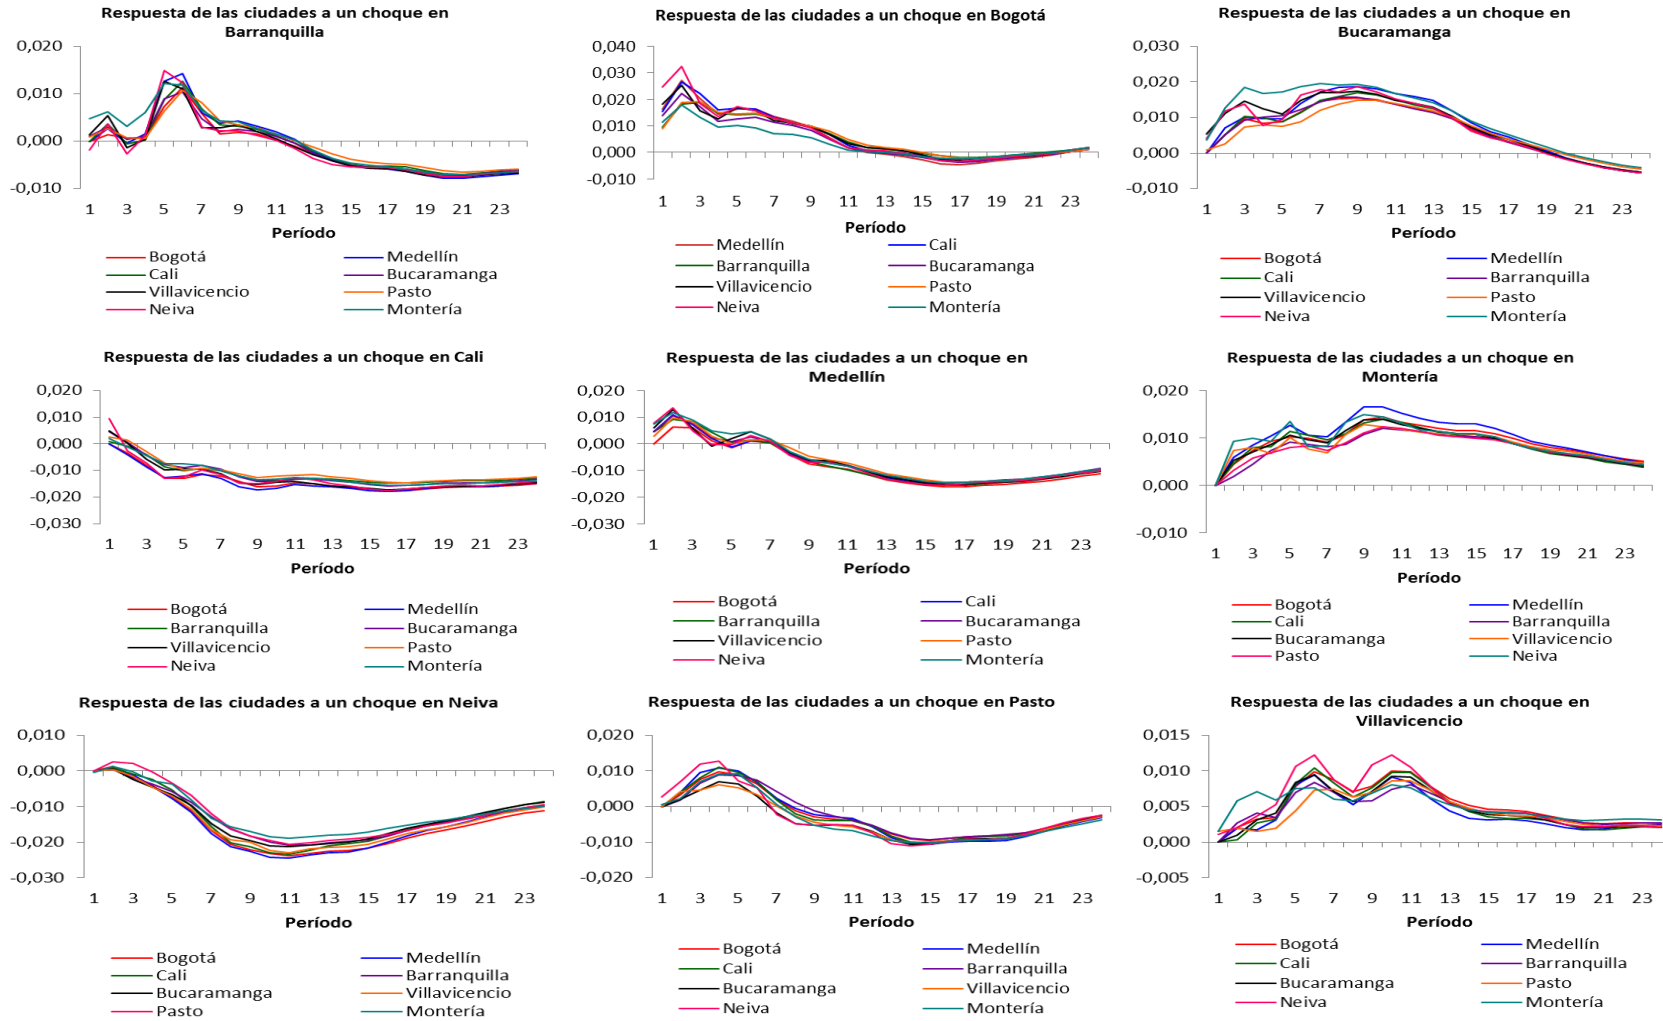 Respuesta de las ciudades a un choque en
Barranquilla
0,020
0,010
0,000
-0,010
1 3 5 7 9 11 13 15 17 19 21 23
Período
Bogotá Medellín
Cali Bucaramanga
Villavicencio Pasto
Neiva Montería
Respuesta de las ciudades a un choque en Bogotá
0,040
0,030
0,020
0,010
0,000
-0,010
1 3 5 7 9 11 13 15 17 19 21 23
Período
Medellín Cali
Barranquilla Bucaramanga
Villavicencio Pasto
Neiva Montería
Respuesta de las ciudades a un choque en
Bucaramanga
0,030
0,020
0,010
0,000
-0,010
1 3 5 7 9 11 13 15 17 19 21 23
Período
Bogotá Medellín
Cali Barranquilla
Villavicencio Pasto
Neiva Montería
Respuesta de las ciudades a un choque en Cali
0,020
0,010
0,000
-0,010
-0,020
-0,030
1 3 5 7 9 11 13 15 17 19 21 23
Período
Bogotá Medellín
Barranquilla Bucaramanga
Villavicencio Pasto
Neiva Montería
Respuesta de las ciudades a un choque en
Medellín
0,020
0,010
0,000
-0,010
-0,020
-0,030
1 3 5 7 9 11 13 15 17 19 21 23
Período
Bogotá Cali
Barranquilla Bucaramanga
Villavicencio Pasto
Neiva Montería
Respuesta de las ciudades a un choque en
Montería
0,020
0,010
0,000
-0,010
1 3 5 7 9 11 13 15 17 19 21 23
Período
Bogotá Medellín
Cali Barranquilla
Bucaramanga Villavicencio
Pasto Neiva
Respuesta de las ciudades a un choque en Neiva
0,010
0,000
-0,010
-0,020
-0,030
1 3 5 7 9 11 13 15 17 19 21 23
Período
Bogotá Medellín
Cali Barranquilla
Bucaramanga Villavicencio
Pasto Montería
Respuesta de las ciudades a un choque en Pasto
0,020
0,010
0,000
-0,010
-0,020
1 3 5 7 9 11 13 15 17 19 21 23
Período
Bogotá Medellín
Cali Barranquilla
Bucaramanga Villavicencio
Neiva Montería
Respuesta de las ciudades a un choque en
Villavicencio
0,015
0,010
0,005
0,000
-0,005
1 3 5 7 9 11 13 15 17 19 21 23
Período
Bogotá Medellín
Cali Barranquilla
Bucaramanga Pasto
Neiva Montería